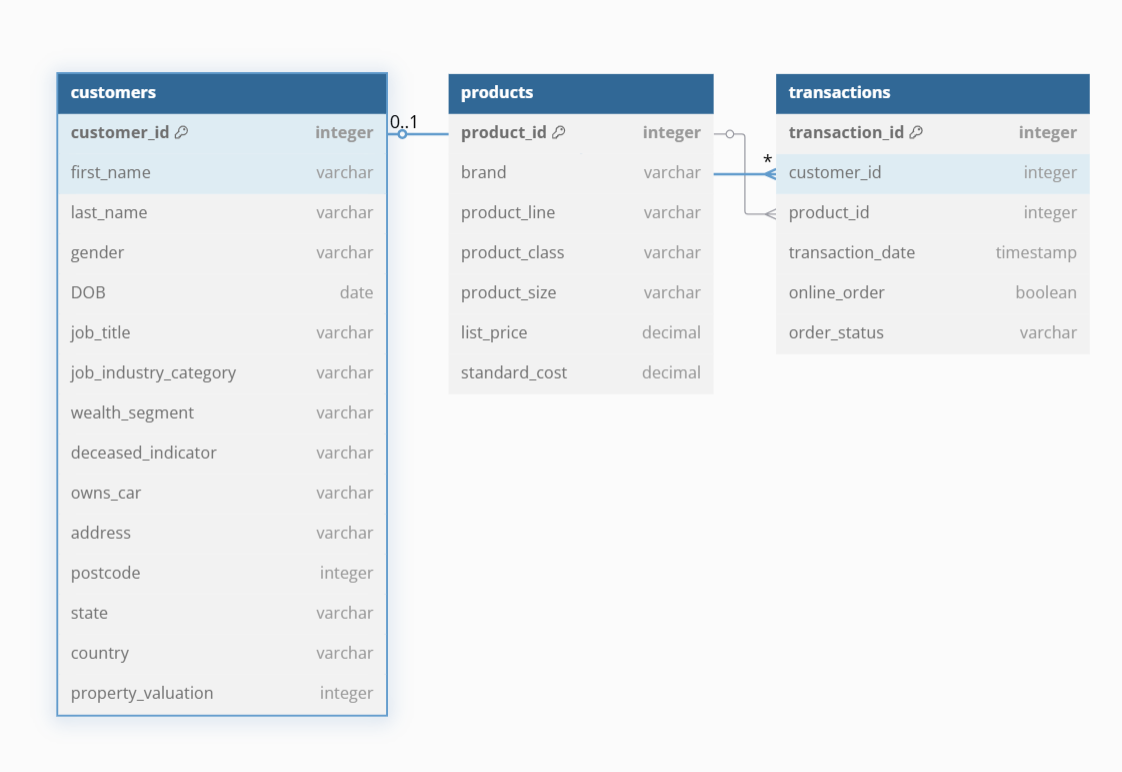 customers
customer_id integer
first_name varchar
last_name varchar
gender varchar
DOB date
job_title varchar
job_industry_category varchar
wealth_segment varchar
deceased_indicator varchar
owns_car varchar
address varchar
postcode integer
state varchar
country varchar
property_valuation integer
0..1
products
product_id integer
brand varchar
product_line varchar
product_class varchar
product_size varchar
list_price decimal
standard_cost decimal
*
transactions
transaction_id integer
customer_id integer
product_id integer
transaction_date timestamp
online_order boolean
order_status varchar